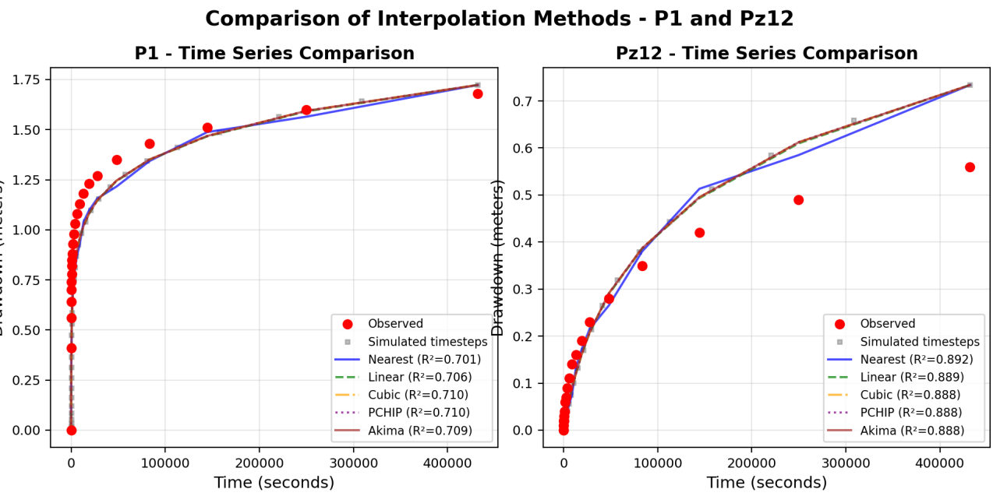 Comparison of Interpolation Methods - P1 and Pz12
P1 - Time Series Comparison
1.75
1.50
1.25
1.00
0.75
0.50
0.25
0.00
0
100000
200000
300000
400000
Time (seconds)
Observed
Simulated timesteps
Nearest (R²=0.701)
Linear (R²=0.706)
Cubic (R²=0.710)
PCHIP (R²=0.710)
Akima (R²=0.709)
Pz12 - Time Series Comparison
Drawdown (meters)
0.7
0.6
0.5
0.4
0.3
0.2
0.1
0.0
0
100000
200000
300000
400000
Time (seconds)
Observed
Simulated timesteps
Nearest (R²=0.892)
Linear (R²=0.889)
Cubic (R²=0.888)
PCHIP (R²=0.888)
Akima (R²=0.888)